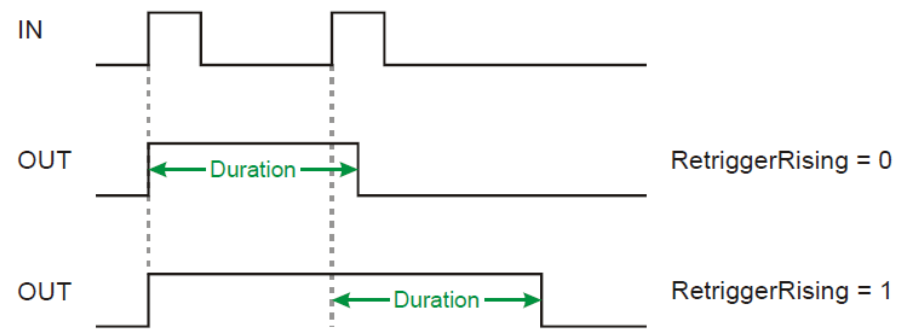 IN
OUT Duration RetriggerRising = 0
OUT Duration RetriggerRising = 1